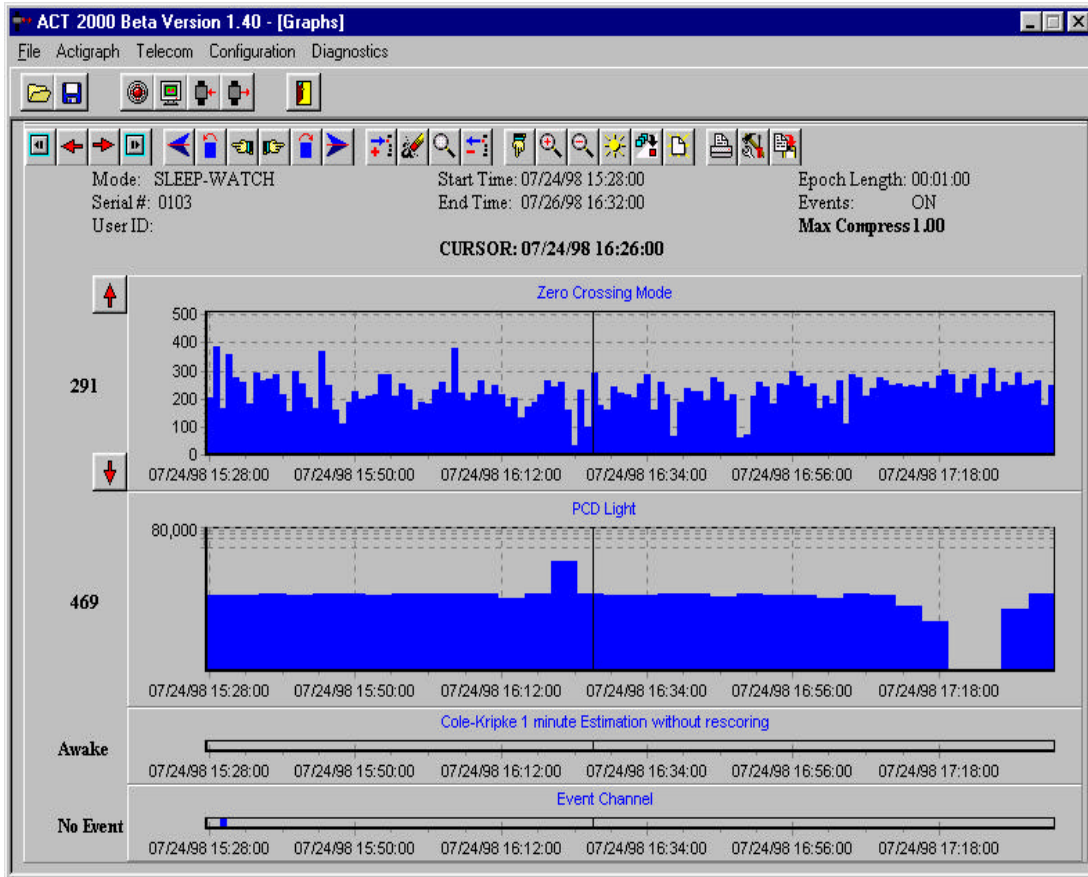 ACT 2000 Beta Version 1.40 - [Graphs]
File Actigraph Telecom Configuration Diagnostics
Mode: SLEEP-WATCH Start Time: 07/24/98 15:28:00 Epoch Length: 00:01:00
Serial #: 0103 End Time: 07/26/98 16:32:00 Events: ON
User ID: Max Compress 1.00
CURSOR: 07/24/98 16:26:00
Zero Crossing Mode
500
400
300
291
200
100
0
07/24/98 15:28:00 07/24/98 15:50:00 07/24/98 16:12:00 07/24/98 16:34:00 07/24/98 16:56:00 07/24/98 17:18:00
PCD Light
80,000
469
07/24/98 15:28:00 07/24/98 15:50:00 07/24/98 16:12:00 07/24/98 16:34:00 07/24/98 16:56:00 07/24/98 17:18:00
Cole-Kripke 1 minute Estimation without rescoring
Awake
07/24/98 15:28:00 07/24/98 15:50:00 07/24/98 16:12:00 07/24/98 16:34:00 07/24/98 16:56:00 07/24/98 17:18:00
Event Channel
No Event
07/24/98 15:28:00 07/24/98 15:50:00 07/24/98 16:12:00 07/24/98 16:34:00 07/24/98 16:56:00 07/24/98 17:18:00